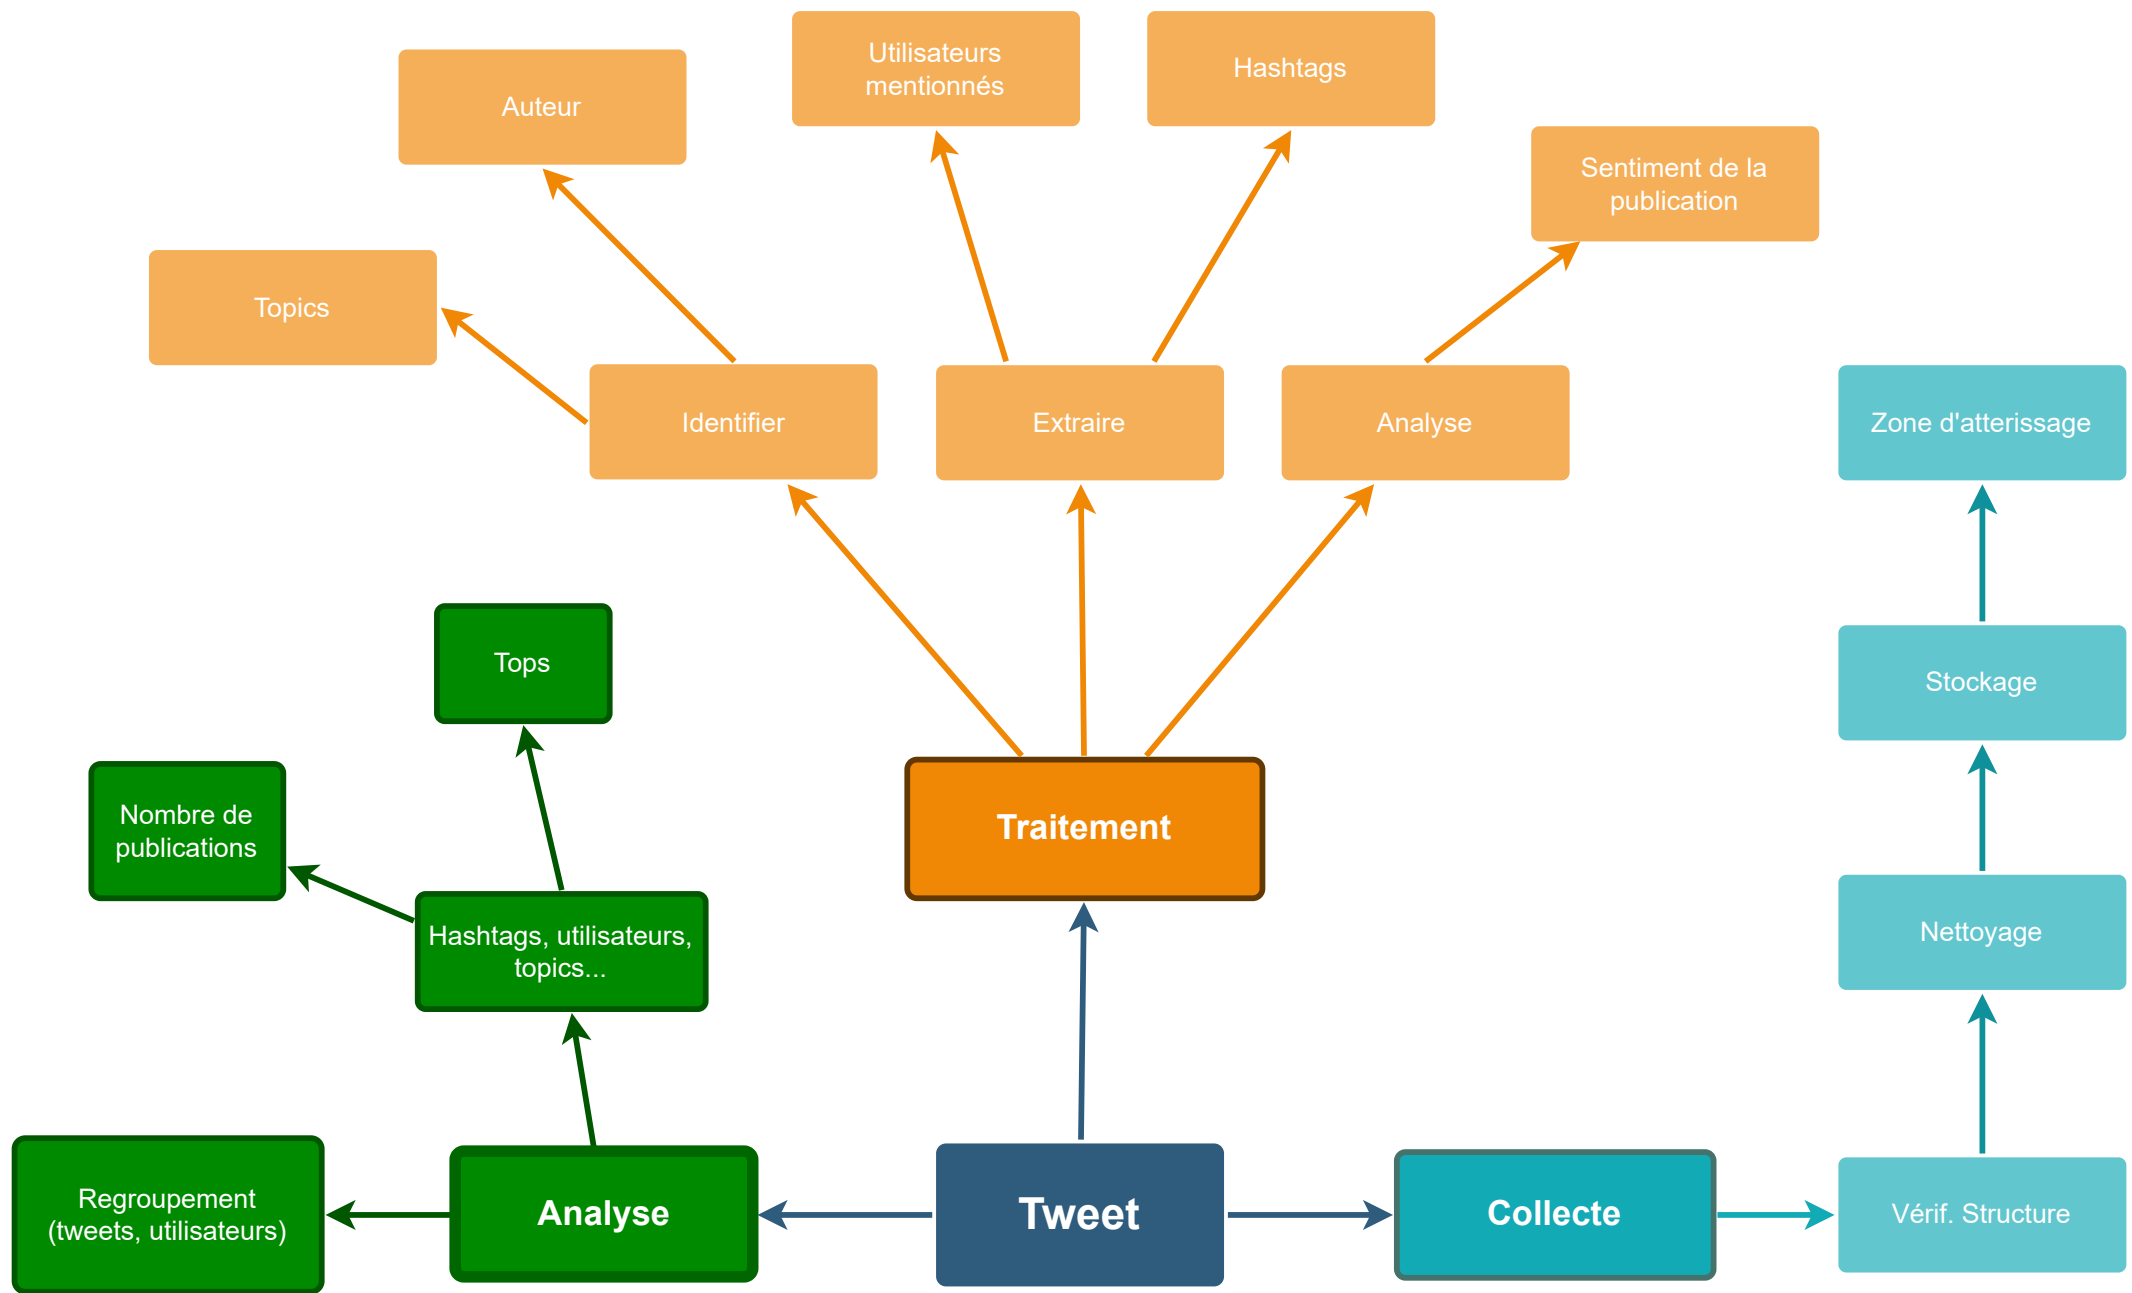 Utilisateurs
mentionnés
Hashtags
Auteur
Sentiment de la
publication
Topics
Identifier
Extraire
Analyse
Zone d'atterissage
Tops
Stockage
Nombre de
publications
Traitement
Hashtags, utilisateurs,
topics...
Nettoyage
Regroupement
(tweets, utilisateurs)
Analyse
Tweet
Collecte
Vérif. Structure